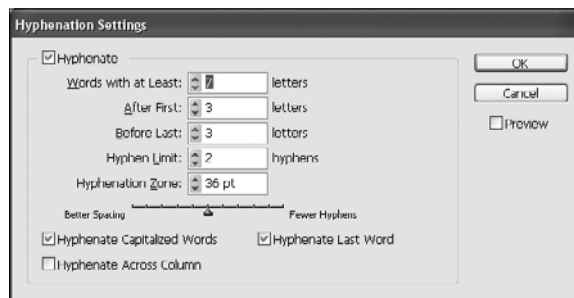 Hyphenation Settings
Hyphenate
Words with at Least: 7 letters
After First: 3 letters
Before Last: 3 letters
Hyphen Limit: 2 hyphens
Hyphenation Zone: 36 pt
Better Spacing Fewer Hyphens
Hyphenate Capitalized Words Hyphenate Last Word
Hyphenate Across Column
OK
Cancel
Preview